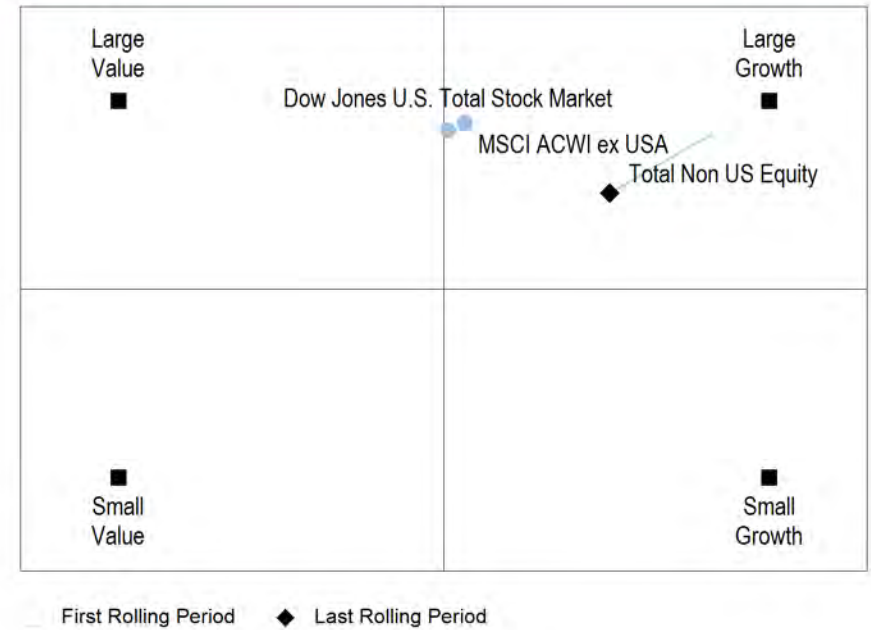 Large
Value
Large
Growth
Dow Jones U.S. Total Stock Market
MSCI ACWI ex USA
Total Non US Equity
Small
Value
Small
Growth
First Rolling Period
Last Rolling Period